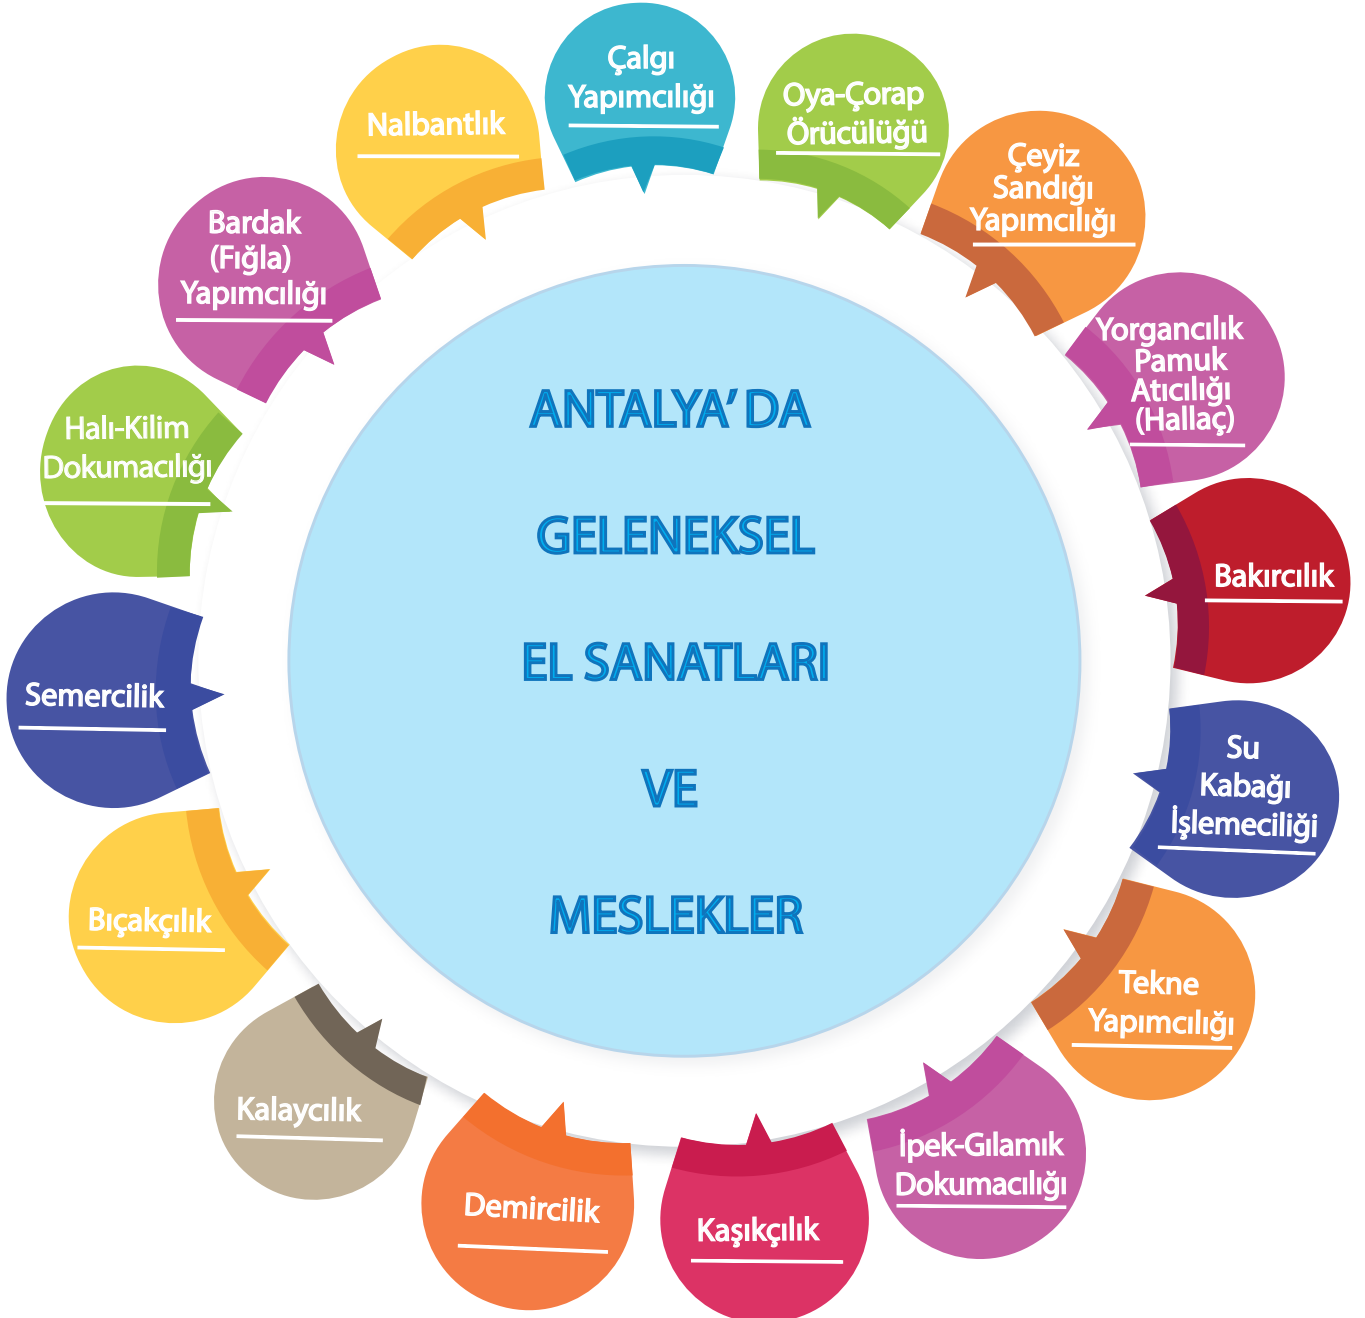 ANTALYA’ DA
GELENEKSEL
EL SANATLARI
VE
MESLEKLER
Çalgı
Yapımcılığı
Oya-Çorap
Örücülüğü
Çeyiz
Sandığı
Yapımcılığı
Yorgancılık
Pamuk
Atıcılığı
(Hallaç)
Bakırcılık
Su
Kabağı
İşlemeciliği
Tekne
Yapımcılığı
İpek-Gılamık
Dokumacılığı
Kaşıkçılık
Demircilik
Kalaycılık
Bıçakçılık
Semercilik
Halı-Kilim
Dokumacılığı
Bardak
(Fığla)
Yapımcılığı
Nalbantlık